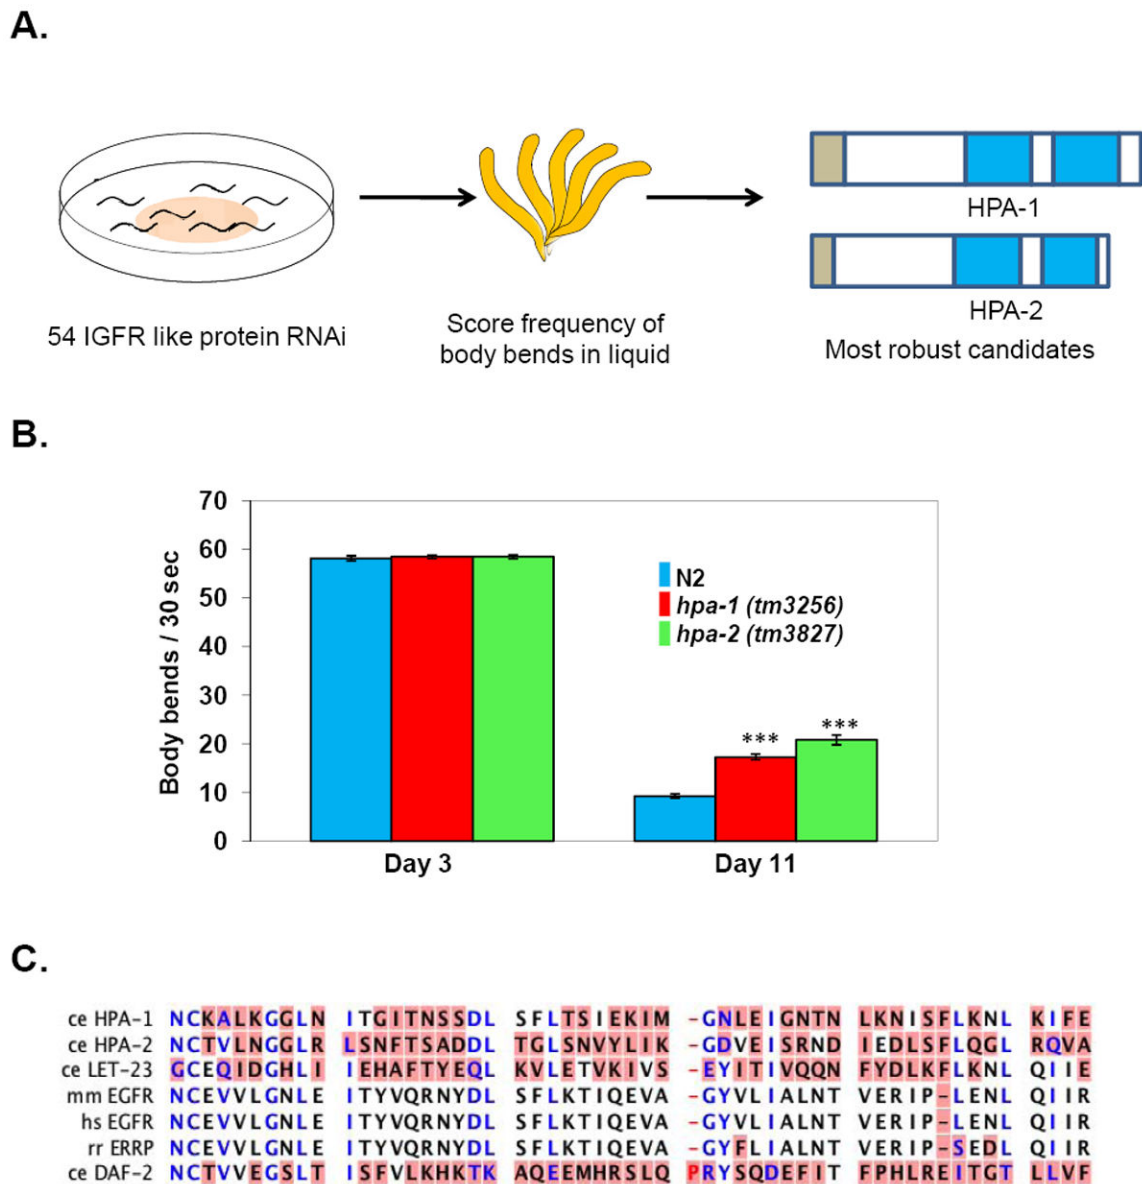 A.
54 IGFR like protein RNAi
Score frequency of
body bends in liquid
HPA-1
HPA-2
Most robust candidates
B.
Body bends / 30 sec
70
60
50
40
30
20
10
0
N2
hpa-1 (tm3256)
hpa-2 (tm3827)
***
***
Day 3
Day 11
C.
ce HPA-1 NCKALKGGLN ITGITNSSDL SFLTSIEKIM -GNLEIGNTN LKNISFLKNL KIFE
ce HPA-2 NCTVLNGGLR LSNFTSADDL TGLSNVYLIK -GDVEISRND IEDLSFLQGL RQVA
ce LET-23 GCEQIDGHLI IEHAFTYEQL KVLETVKIVS -EYITIVQQN FYDLKFLKNL QIIE
mm EGFR NCEVVLGNLE ITYVQRNYDL SFLKTIQEVA -GYVLIALNT VERIP-LENL QIIR
hs EGFR NCEVVLGNLE ITYVQRNYDL SFLKTIQEVA -GYVLIALNT VERIP-LENL QIIR
rr ERRP NCEVVLGNLE ITYVQRNYDL SFLKTIQEVA -GYFLIALNT VERIP-SEDL QIIR
ce DAF-2 NCTVVEGSLT ISFVLKHKTK AQEEMHRSLQ PRYSQDEFIT FPHLREITGT LLVF